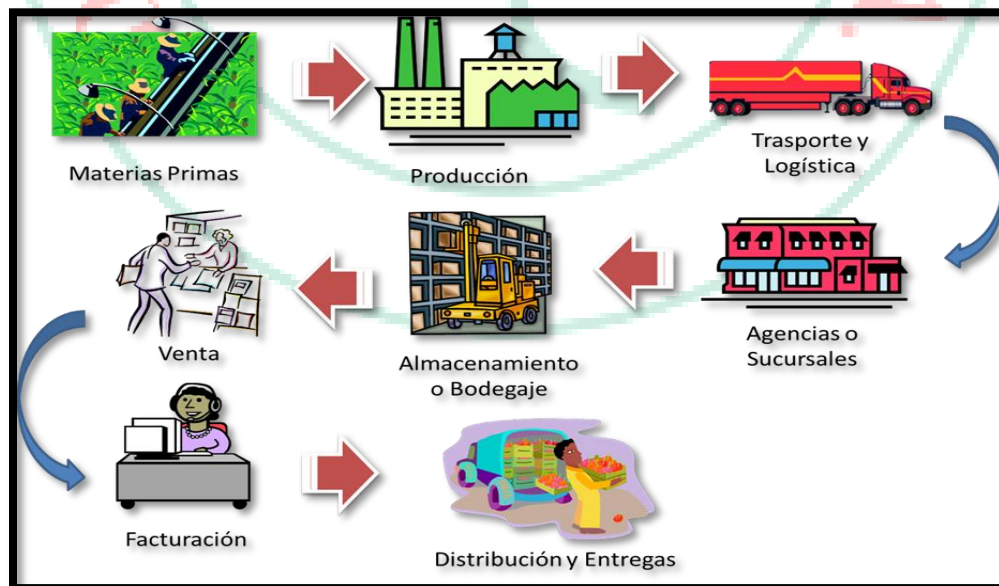 Materias Primas
Producción
Trasporte y
Logística
Agencias o
Sucursales
Almacenamiento
o Bodegaje
Venta
Facturación
Distribución y Entregas